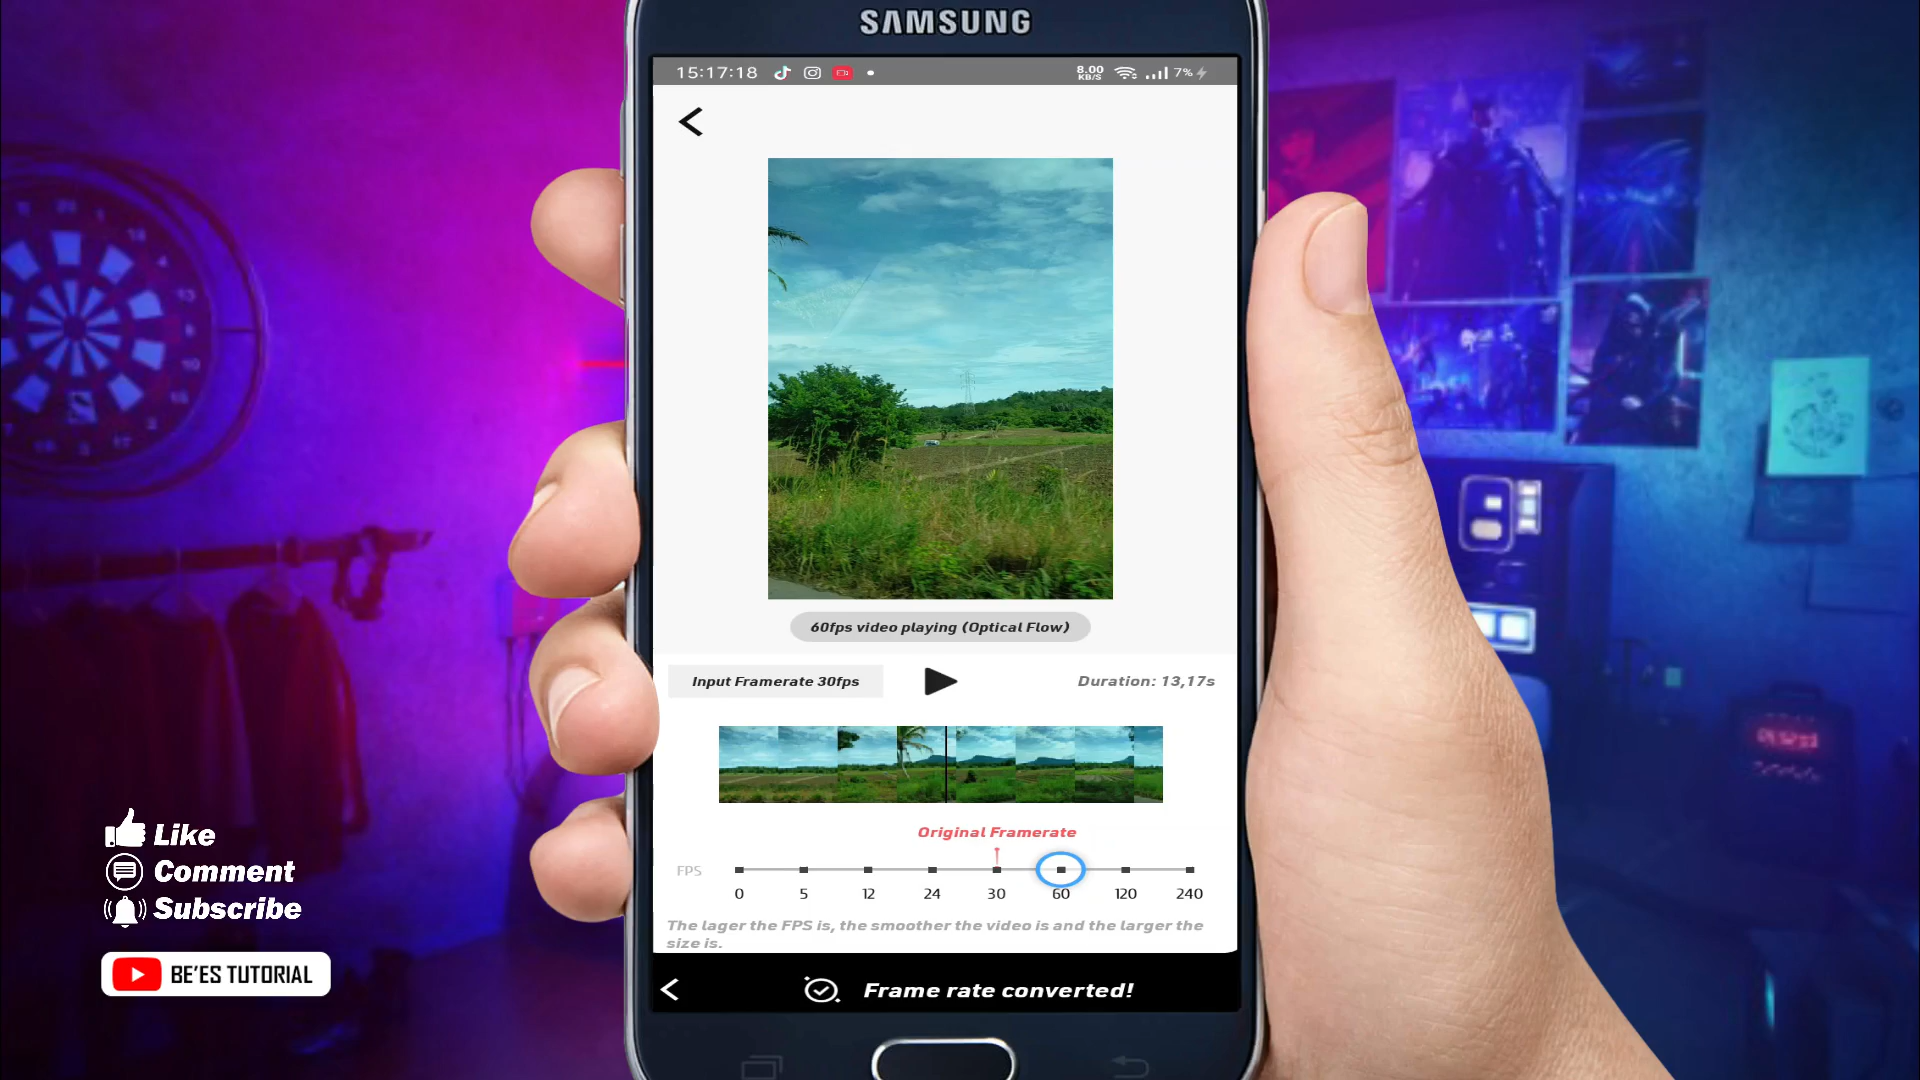 SAMSUNG
15:17:18
8.00
KB/S
7%
60fps video playing (Optical Flow)
Input Framerate 30fps
Duration: 13,17s
Original Framerate
FPS
0 5 12 24 30 60 120 240
The lager the FPS is, the smoother the video is and the larger the
size is.
Frame rate converted!
Like
Comment
Subscribe
BE'ES TUTORIAL